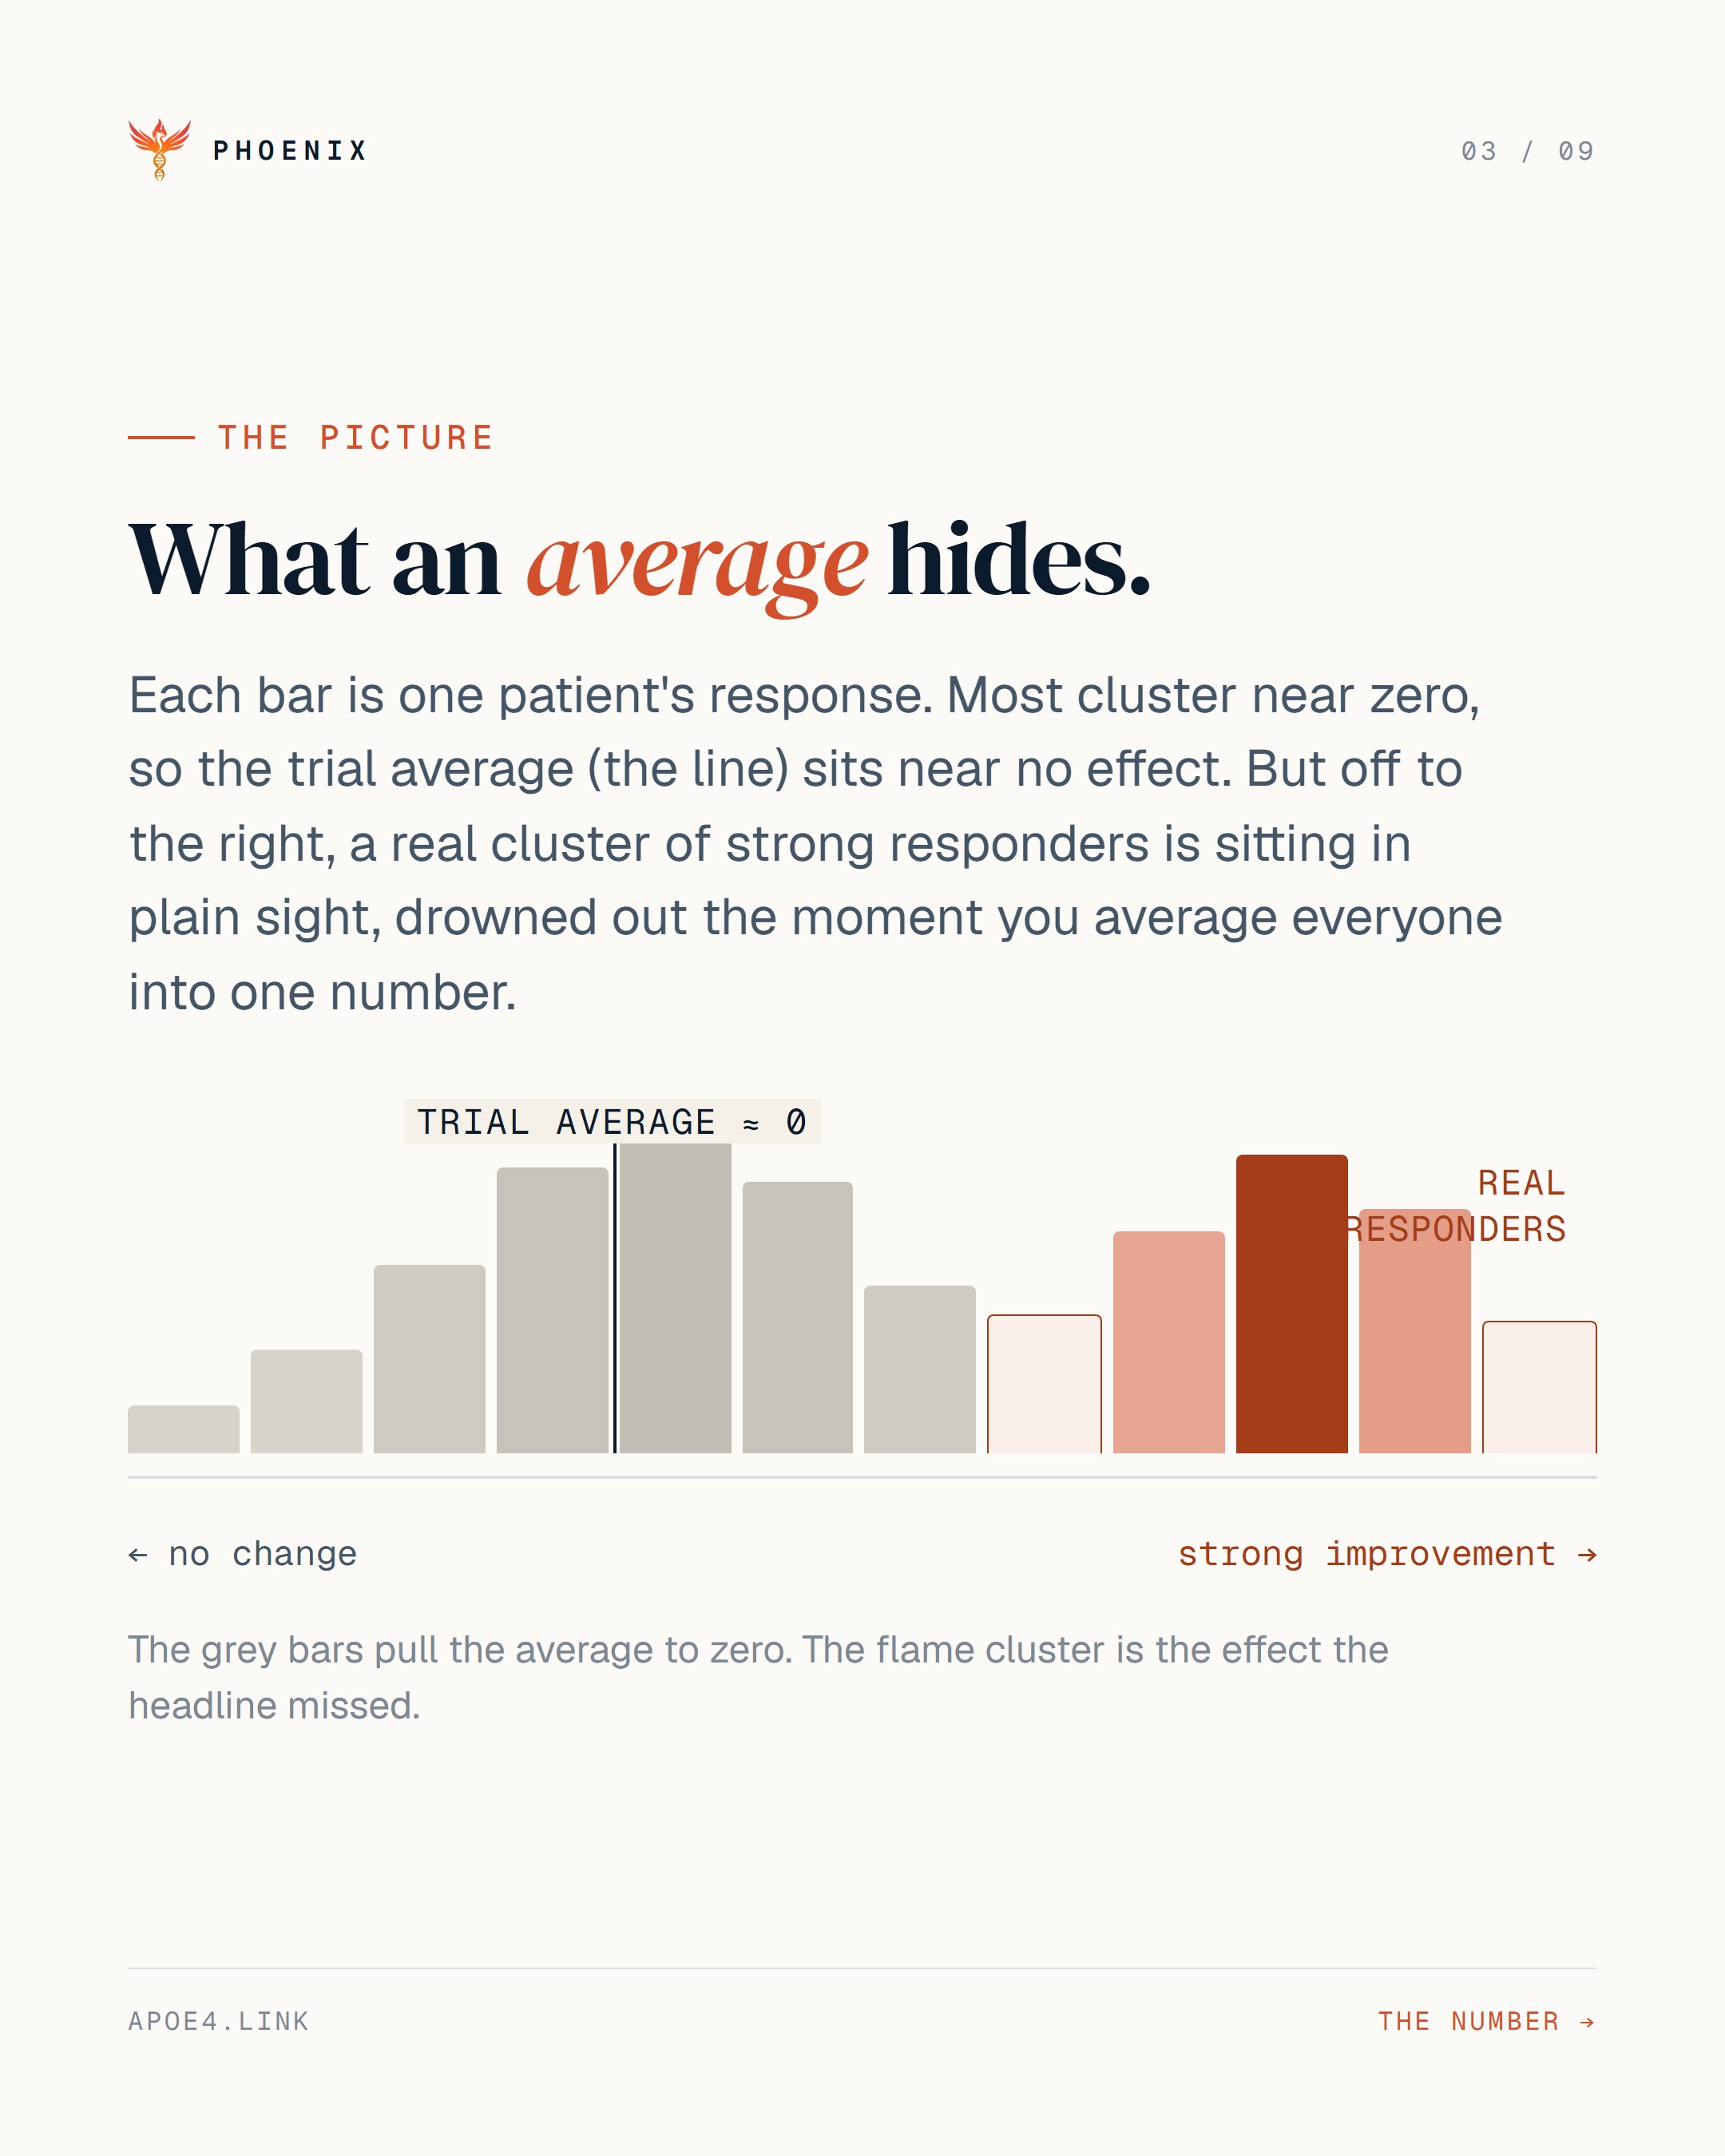 PHOENIX
03 / 09
THE PICTURE
What an average hides.
Each bar is one patient's response. Most cluster near zero,
so the trial average (the line) sits near no effect. But off to
the right, a real cluster of strong responders is sitting in
plain sight, drowned out the moment you average everyone
into one number.
TRIAL AVERAGE ≈ 0
REAL
RESPONDERS
← no change
strong improvement →
The grey bars pull the average to zero. The flame cluster is the effect the
headline missed.
APOE4.LINK
THE NUMBER →